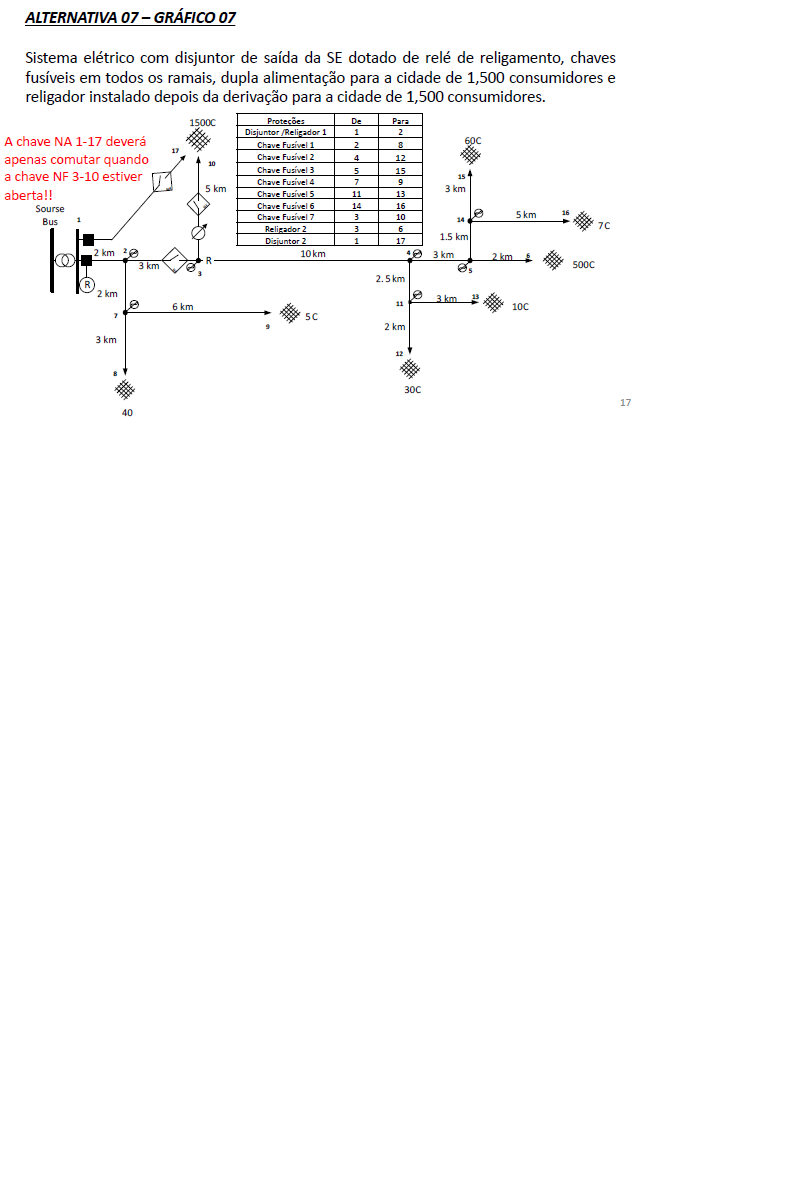 ALTERNATIVA 07 – GRÁFICO 07
Sistema elétrico com disjuntor de saída da SE dotado de relé de religamento, chaves
fusíveis em todos os ramais, dupla alimentação para a cidade de 1,500 consumidores e
religador instalado depois da derivação para a cidade de 1,500 consumidores.
A chave NA 1-17 deverá
apenas comutar quando
a chave NF 3-10 estiver
aberta!!
Sourse
Bus
1
1500C
17
10
5 km
Proteções De Para
Disjuntor /Religador 1 1 2
Chave Fusível 1 2 8
Chave Fusível 2 4 12
Chave Fusível 3 5 15
Chave Fusível 4 7 9
Chave Fusível 5 11 13
Chave Fusível 6 14 16
Chave Fusível 7 3 10
Religador 2 3 6
Disjuntor 2 1 17
60C
15
3 km
14
5 km
16
7C
1.5 km
2 km
2
3 km
3
R
10 km
4
3 km
5
2 km
6
500C
R
2 km
7
6 km
9
5 C
3 km
8
40
2.5 km
11
3 km
13
10C
2 km
12
30C
17